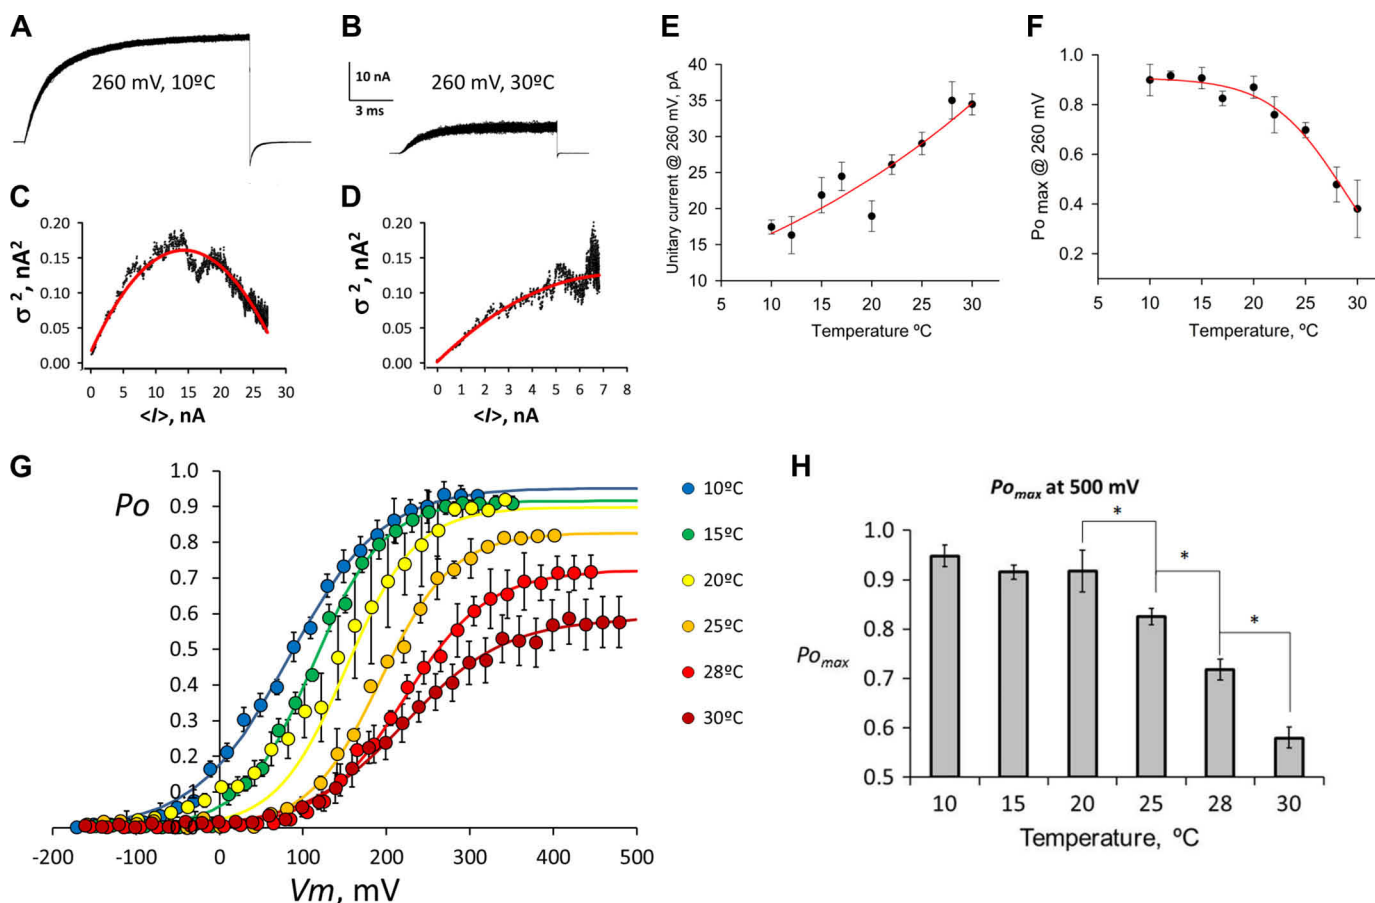 A
260 mV, 10ºC
B
10 nA
3 ms
260 mV, 30ºC
C
σ 2, nA2
0.20
0.15
0.10
0.05
0.00
0 5 10 15 20 25 30
<I>, nA
D
σ 2, nA2
0.20
0.15
0.10
0.05
0.00
0 1 2 3 4 5 6 7 8
<I>, nA
E
Unitary current @ 260 mV, pA
40
35
30
25
20
15
10
5 10 15 20 25 30
Temperature ºC
F
Po max @ 260 mV
1.0
0.8
0.6
0.4
0.2
5 10 15 20 25 30
Temperature, ºC
G
Po
1.0
0.9
0.8
0.7
0.6
0.5
0.4
0.3
0.2
0.1
-200 -100 0 100 200 300 400 500
Vm, mV
10ºC
15ºC
20ºC
25ºC
28ºC
30ºC
H
Pomax at 500 mV
Pomax
1.0
0.9
0.8
0.7
0.6
0.5
* * *
10 15 20 25 28 30
Temperature, ºC